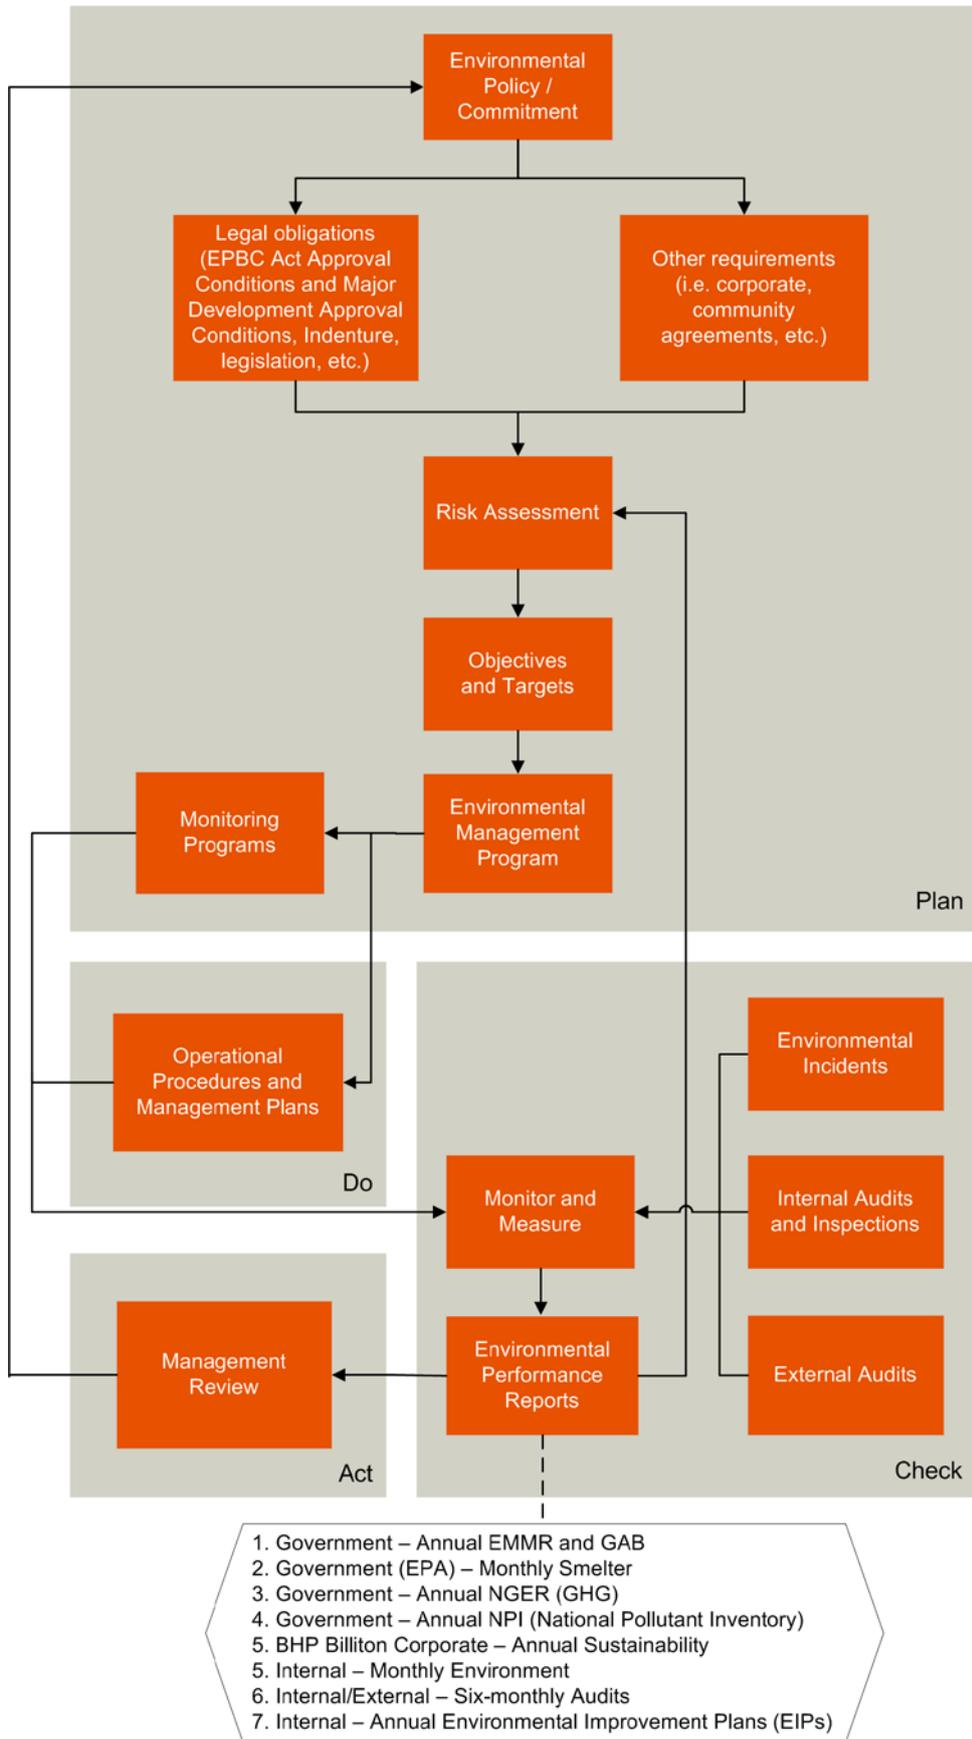 Environmental
Policy /
Commitment
Legal obligations
(EPBC Act Approval
Conditions and Major
Development Approval
Conditions, Indenture,
legislation, etc.)
Other requirements
(i.e. corporate,
community
agreements, etc.)
Risk Assessment
Objectives
and Targets
Monitoring
Programs
Environmental
Management
Program
Plan
Operational
Procedures and
Management Plans
Do
Environmental
Incidents
Monitor and
Measure
Internal Audits
and Inspections
Management
Review
Act
Environmental
Performance
Reports
External Audits
Check
1. Government – Annual EMMR and GAB
2. Government (EPA) – Monthly Smelter
3. Government – Annual NGER (GHG)
4. Government – Annual NPI (National Pollutant Inventory)
5. BHP Billiton Corporate – Annual Sustainability
5. Internal – Monthly Environment
6. Internal/External – Six-monthly Audits
7. Internal – Annual Environmental Improvement Plans (EIPs)